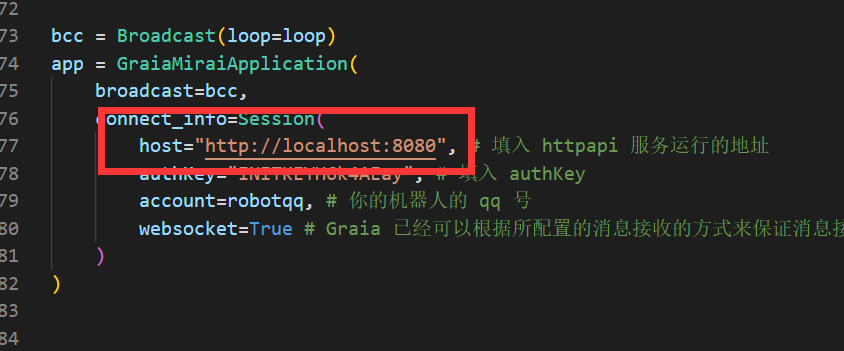 72
73 bcc = Broadcast(loop=loop)
74 app = GraiaMiraiApplication(
75 broadcast=bcc,
76 connect_info=Session(
77 host="http://localhost:8080", # 填入 httpapi 服务运行的地址
78 authKey= # 填入 authKey
79 account=robotqq, # 你的机器人的 qq 号
80 websocket=True # Graia 已经可以根据所配置的消息接收的方式来保证消息接
81 )
82 )
83
84